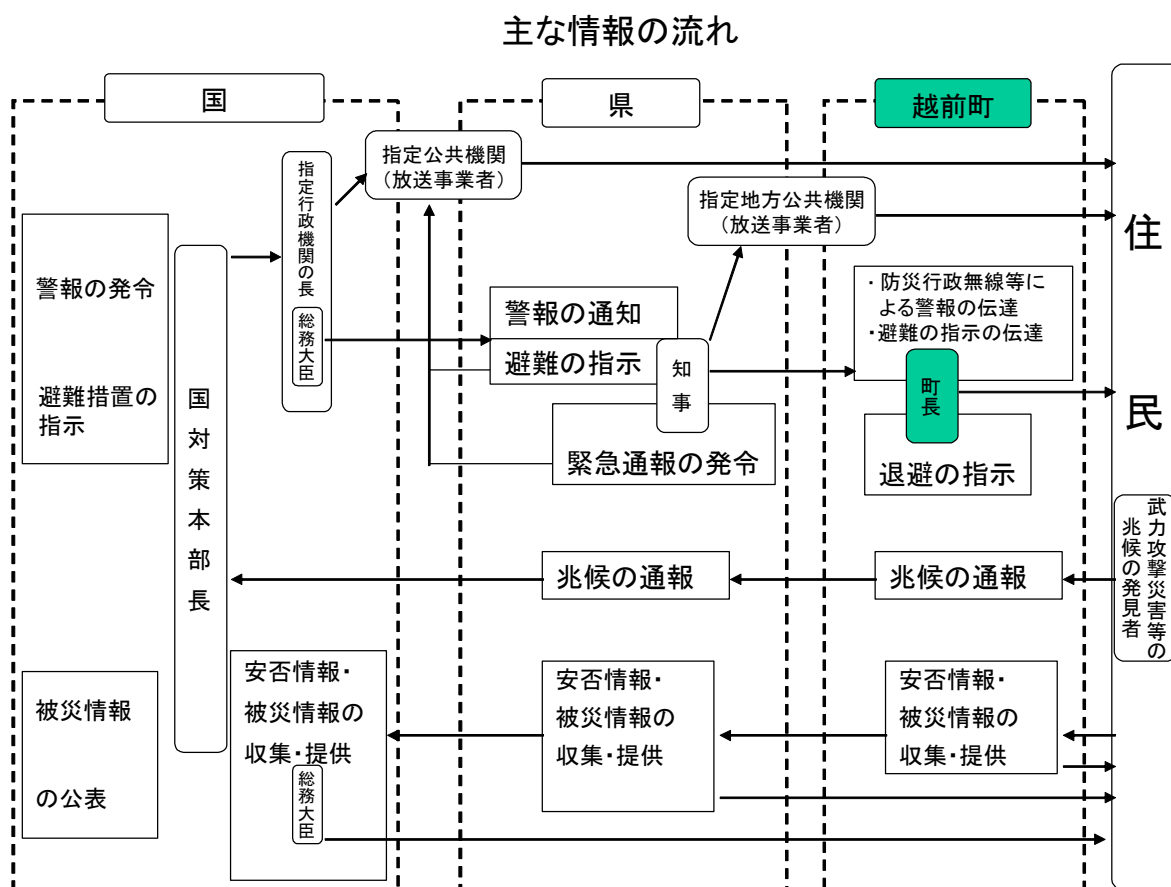 主な情報の流れ
国
県
越前町
指定行政機関の長
総務大臣
指定公共機関
（放送事業者）
指定地方公共機関
（放送事業者）
住
民
警報の発令
避難措置の
指示
国対策本部長
警報の通知
避難の指示
知事
緊急通報の発令
・防災行政無線等に
よる警報の伝達
・避難の指示の伝達
町長
退避の指示
武力攻撃災害等の
兆候の発見者
兆候の通報
兆候の通報
被災情報
の公表
安否情報・
被災情報の
収集・提供
総務大臣
安否情報・
被災情報の
収集・提供
安否情報・
被災情報の
収集・提供